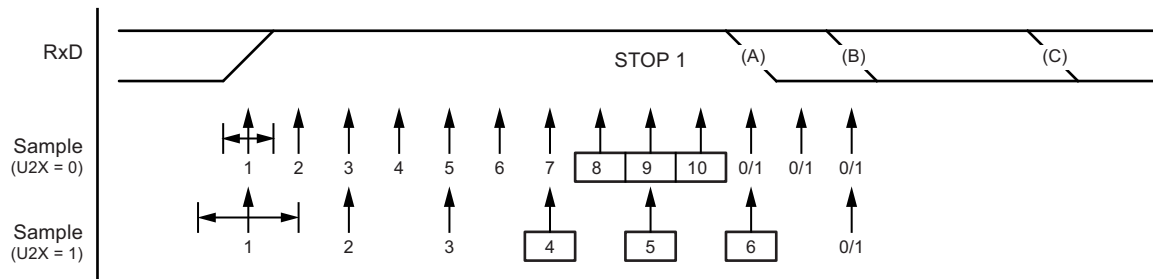 RxD STOP 1 (A) (B) (C)
Sample
(U2X = 0)
1 2 3 4 5 6 7 8 9 10 0/1 0/1 0/1
Sample
(U2X = 1)
1 2 3 4 5 6 0/1